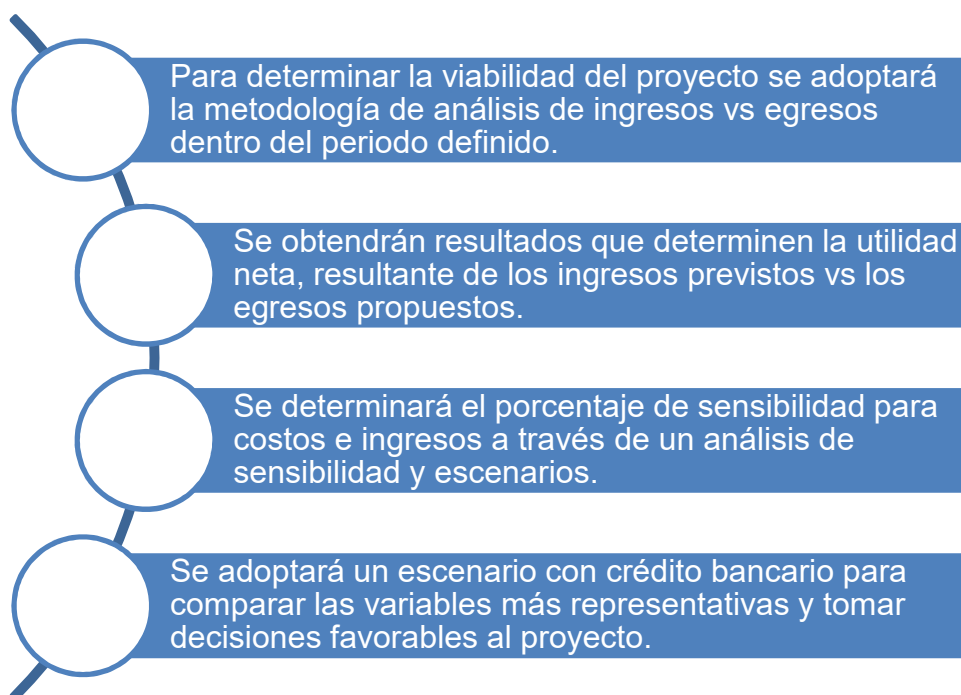 Para determinar la viabilidad del proyecto se adoptará
la metodología de análisis de ingresos vs egresos
dentro del periodo definido.
Se obtendrán resultados que determinen la utilidad
neta, resultante de los ingresos previstos vs los
egresos propuestos.
Se determinará el porcentaje de sensibilidad para
costos e ingresos a través de un análisis de
sensibilidad y escenarios.
Se adoptará un escenario con crédito bancario para
comparar las variables más representativas y tomar
decisiones favorables al proyecto.